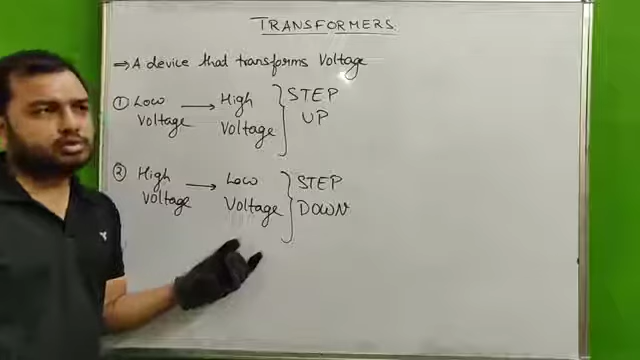 TRANSFORMERS
⇒ A device that transforms Voltage
① Low → High } STEP
Voltage Voltage UP
② High → Low } STEP
Voltage Voltage DOWN